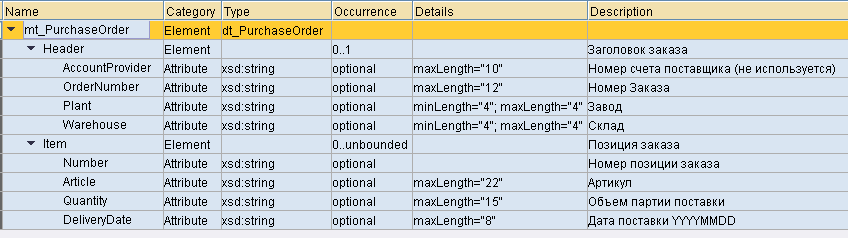 Name Category Type Occurrence Details Description
mt_PurchaseOrder Element dt_PurchaseOrder
Header Element 0..1 Заголовок заказа
AccountProvider Attribute xsd:string optional maxLength="10" Номер счета поставщика (не используется)
OrderNumber Attribute xsd:string optional maxLength="12" Номер Заказа
Plant Attribute xsd:string optional minLength="4"; maxLength="4" Завод
Warehouse Attribute xsd:string optional minLength="4"; maxLength="4" Склад
Item Element 0..unbounded Позиция заказа
Number Attribute xsd:string optional Номер позиции заказа
Article Attribute xsd:string optional maxLength="22" Артикул
Quantity Attribute xsd:string optional maxLength="15" Объем партии поставки
DeliveryDate Attribute xsd:string optional maxLength="8" Дата поставки YYYYMMDD